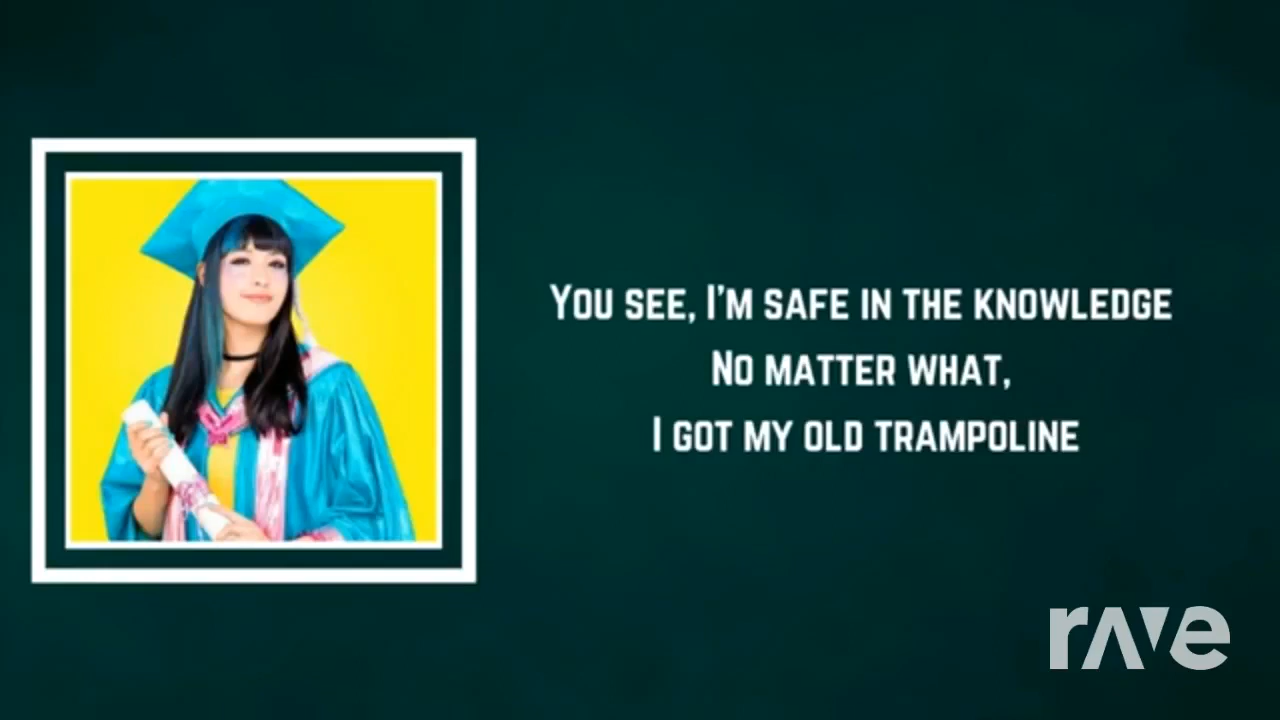 You see, I'm safe in the knowledge
No matter what,
I got my old trampoline
rave